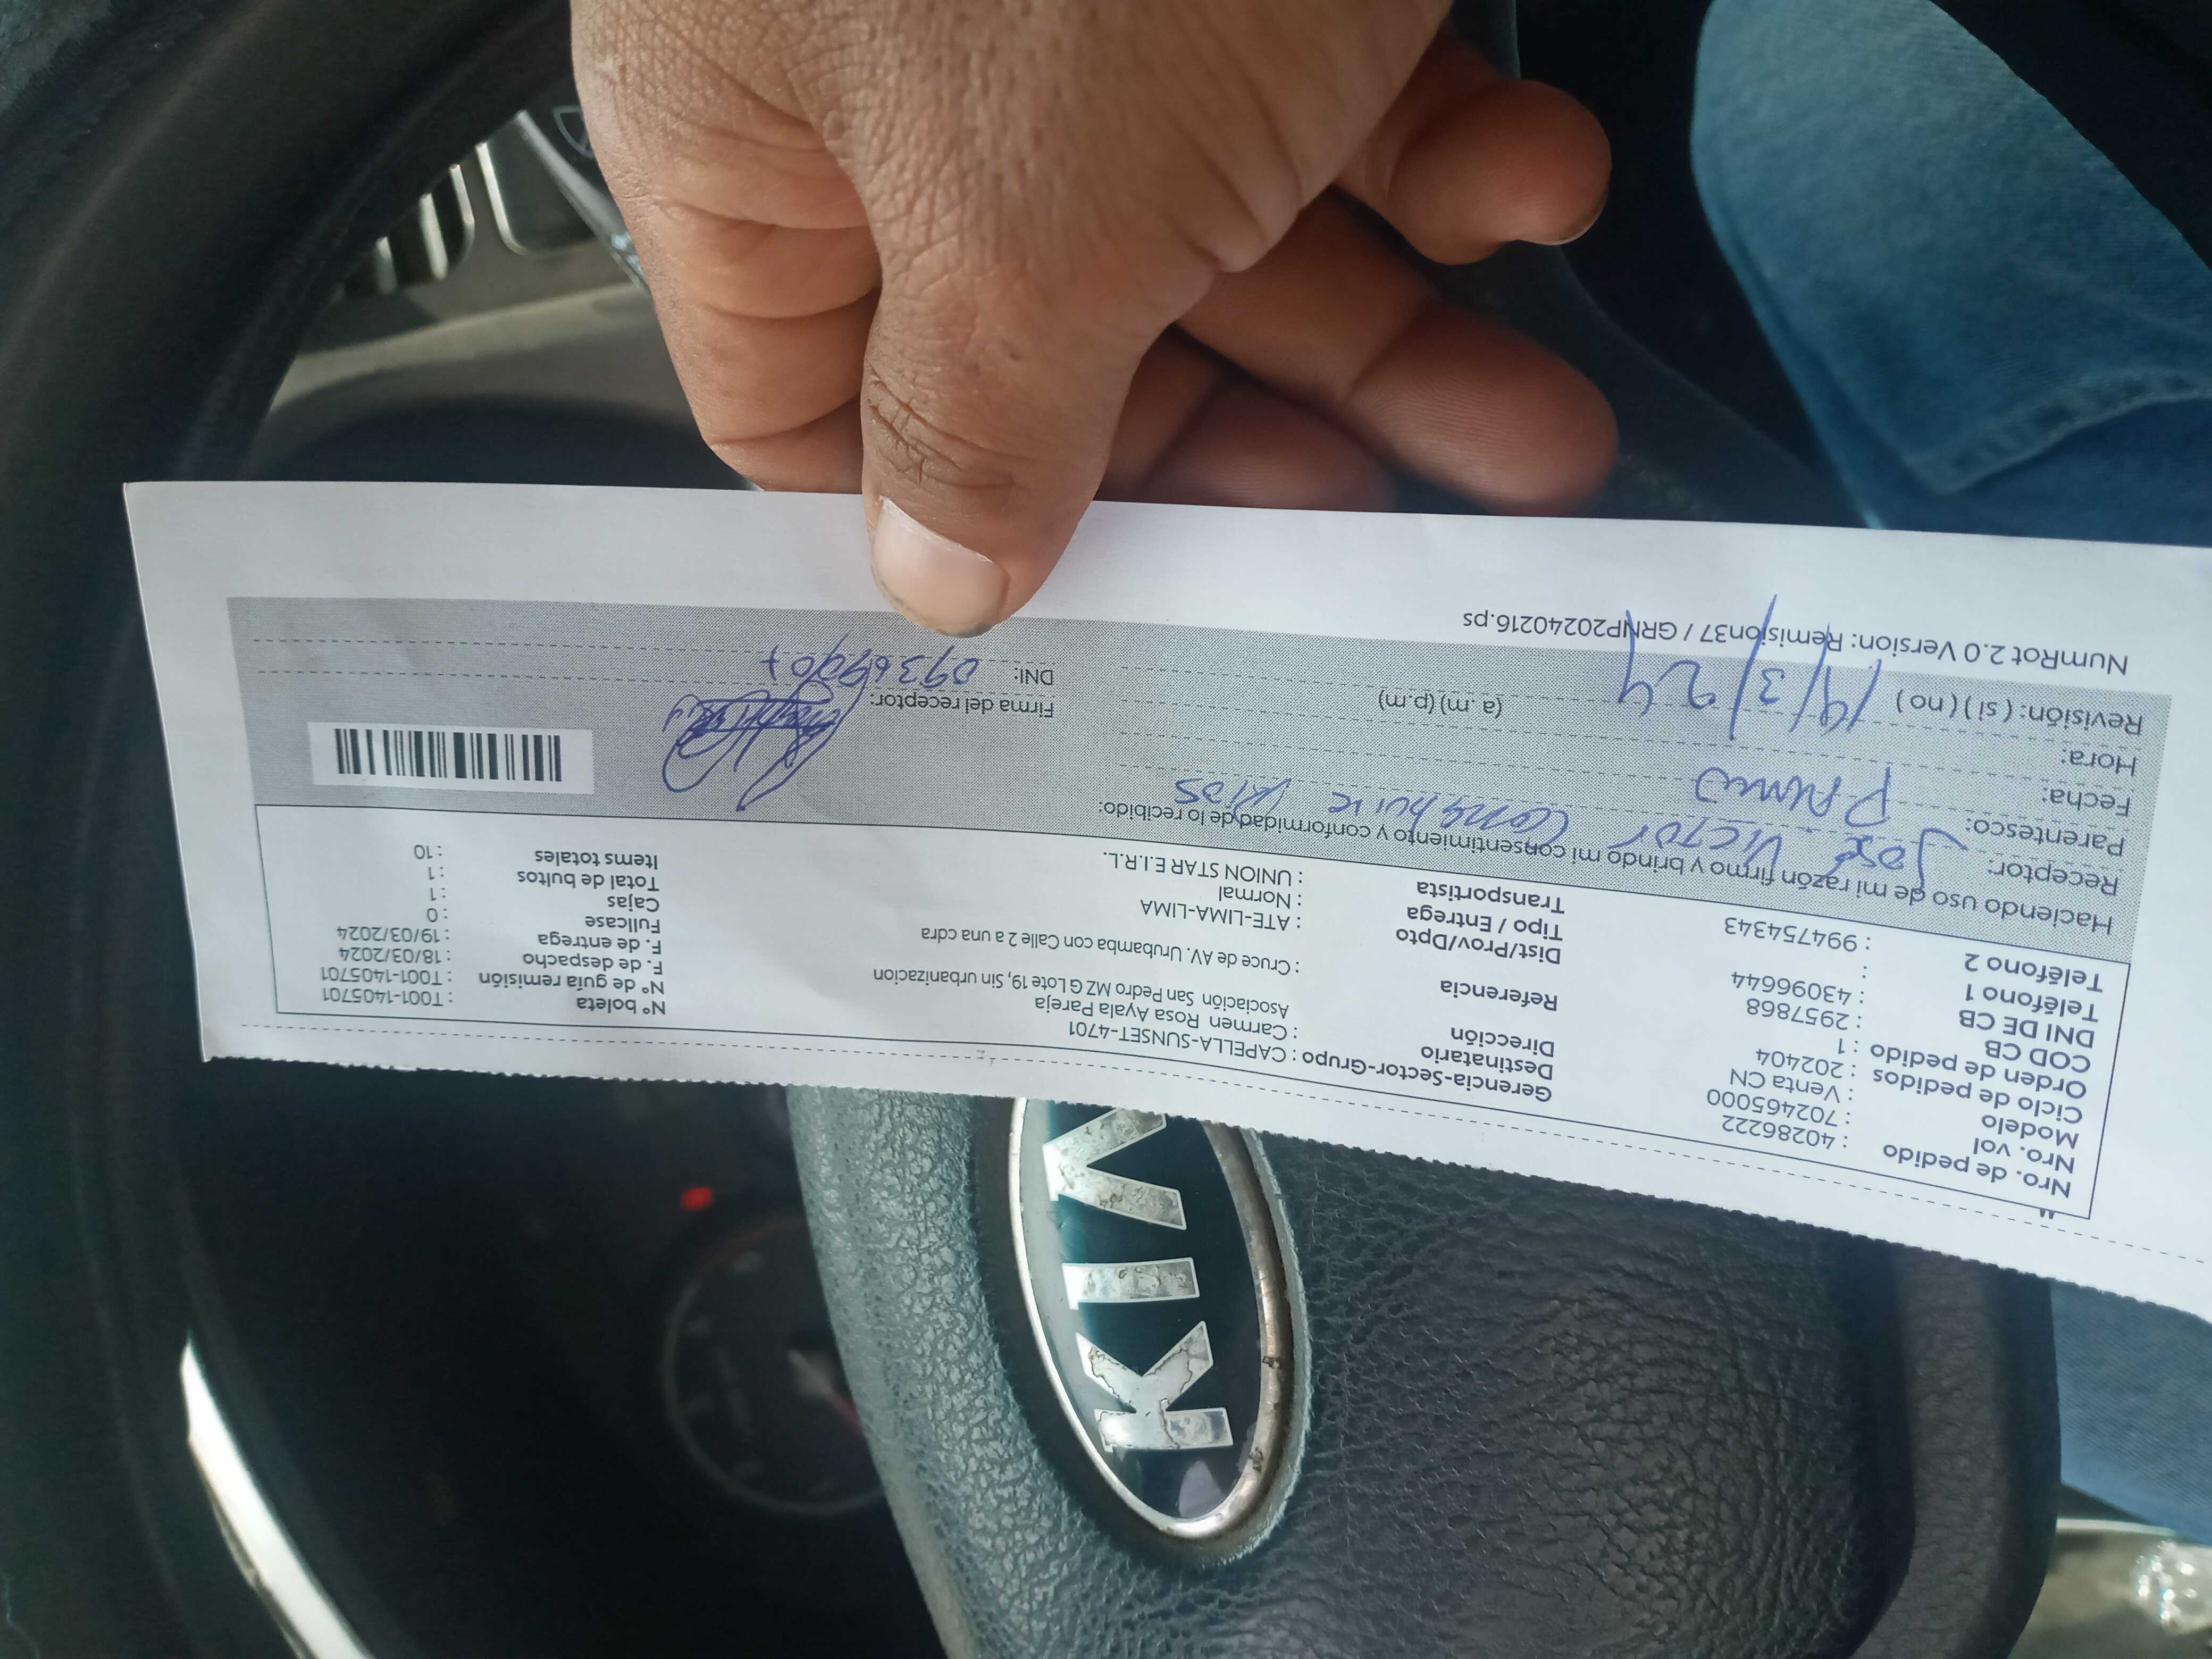 Nro. de pedido : 40286222
Nro. vol : 702465000
Modelo : Venta CN
Ciclo de pedidos : 202404
Orden de pedido : 1
COD CB : 2957868
DNI DE CB : 43096644
Teléfono 1 :
Teléfono 2 : 994754343
Gerencia-Sector-Grupo : CAPELLA-SUNSET-4701
Destinatario : Carmen Rosa Ayala Pareja
Dirección Asociación San Pedro MZ G Lote 19, Sin urbanizacion
Referencia : Cruce de AV. Urubamba con Calle 2 a una cdra
Dist/Prov/Dpto : ATE-LIMA-LIMA
Tipo / Entrega : Normal
Transportista : UNION STAR E.I.R.L.
N° boleta : T001-1405701
N° de guía remisión : T001-1405701
F. de despacho : 18/03/2024
F. de entrega : 19/03/2024
Fullcase : 0
Cajas : 1
Total de bultos : 1
Items totales : 10
Haciendo uso de mi razón firmo y brindo mi consentimiento y conformidad de lo recibido:
Receptor: José Victor Rios
Parentesco:
Fecha:
Hora:
Revisión: ( si ) ( no ) 19/3/24
(a. m) (p.m)
Firma del receptor:
DNI:
NumRot 2.0 Version: Remision37 / GRNP20240216.ps
KIA